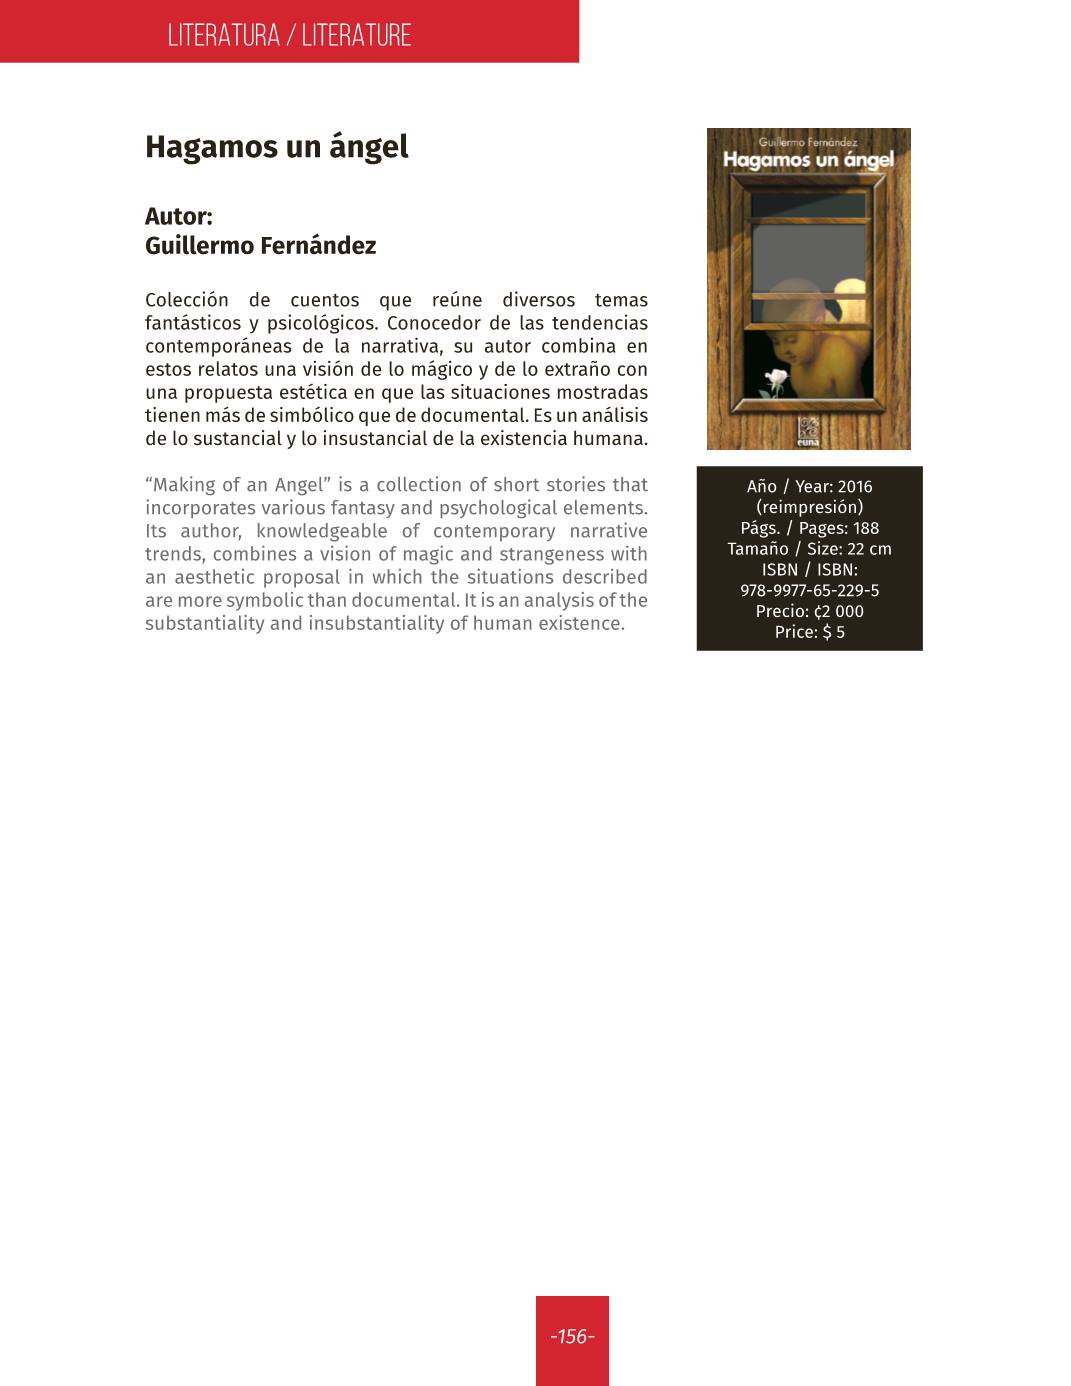 LITERATURA / LITERATURE
Hagamos un ángel
Autor:
Guillermo Fernández
Colección de cuentos que reúne diversos temas
fantásticos y psicológicos. Conocedor de las tendencias
contemporáneas de la narrativa, su autor combina en
estos relatos una visión de lo mágico y de lo extraño con
una propuesta estética en que las situaciones mostradas
tienen más de simbólico que de documental. Es un análisis
de lo sustancial y lo insustancial de la existencia humana.
“Making of an Angel” is a collection of short stories that
incorporates various fantasy and psychological elements.
Its author, knowledgeable of contemporary narrative
trends, combines a vision of magic and strangeness with
an aesthetic proposal in which the situations described
are more symbolic than documental. It is an analysis of the
substantiality and insubstantiality of human existence.
Guillermo Fernández
Hagamos un ángel
euna
Año / Year: 2016
(reimpresión)
Págs. / Pages: 188
Tamaño / Size: 22 cm
ISBN / ISBN:
978-9977-65-229-5
Precio: ¢2 000
Price: $ 5
-156-